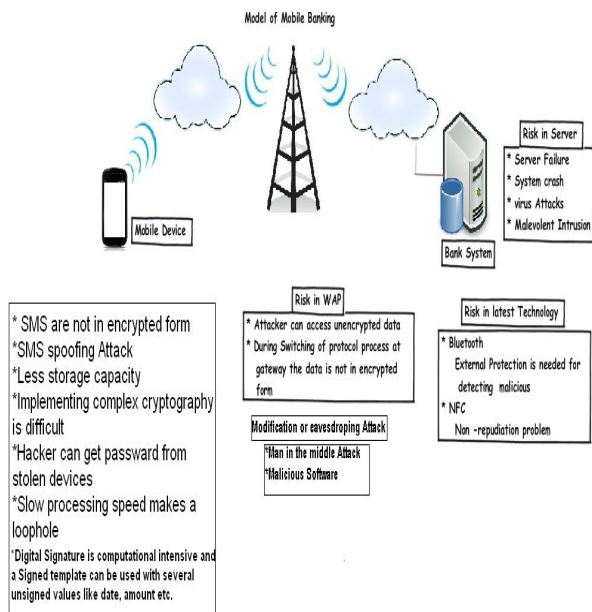 Model of Mobile Banking
Mobile Device
Bank System
Risk in Server
* Server Failure
* System crash
* virus Attacks
* Malevolent Intrusion
* SMS are not in encrypted form
*SMS spoofing Attack
*Less storage capacity
*Implementing complex cryptography
is difficult
*Hacker can get passward from
stolen devices
*Slow processing speed makes a
loophole
*Digital Signature is computational intensive and
a Signed template can be used with several
unsigned values like date, amount etc.
Risk in WAP
* Attacker can access unencrypted data
* During Switching of protocol process at
gateway the data is not in encrypted
form
Modification or eavesdroping Attack
*Man in the middle Attack
*Malicious Software
Risk in latest Technology
* Bluetooth
External Protection is needed for
detecting malicious
* NFC
Non -repudiation problem